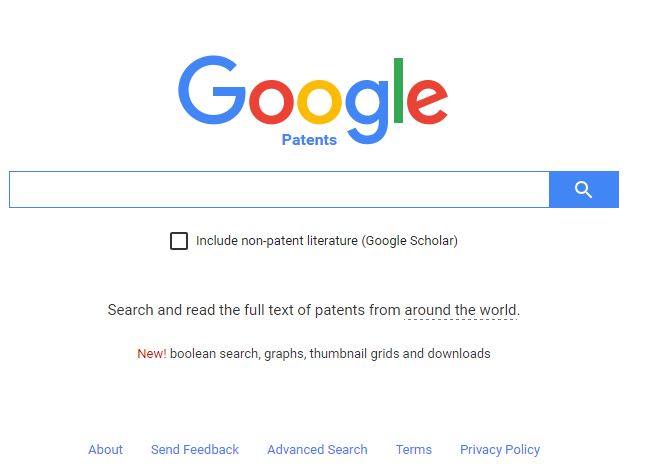 Google
Patents
Include non-patent literature (Google Scholar)
Search and read the full text of patents from around the world.
New! boolean search, graphs, thumbnail grids and downloads
About Send Feedback Advanced Search Terms Privacy Policy